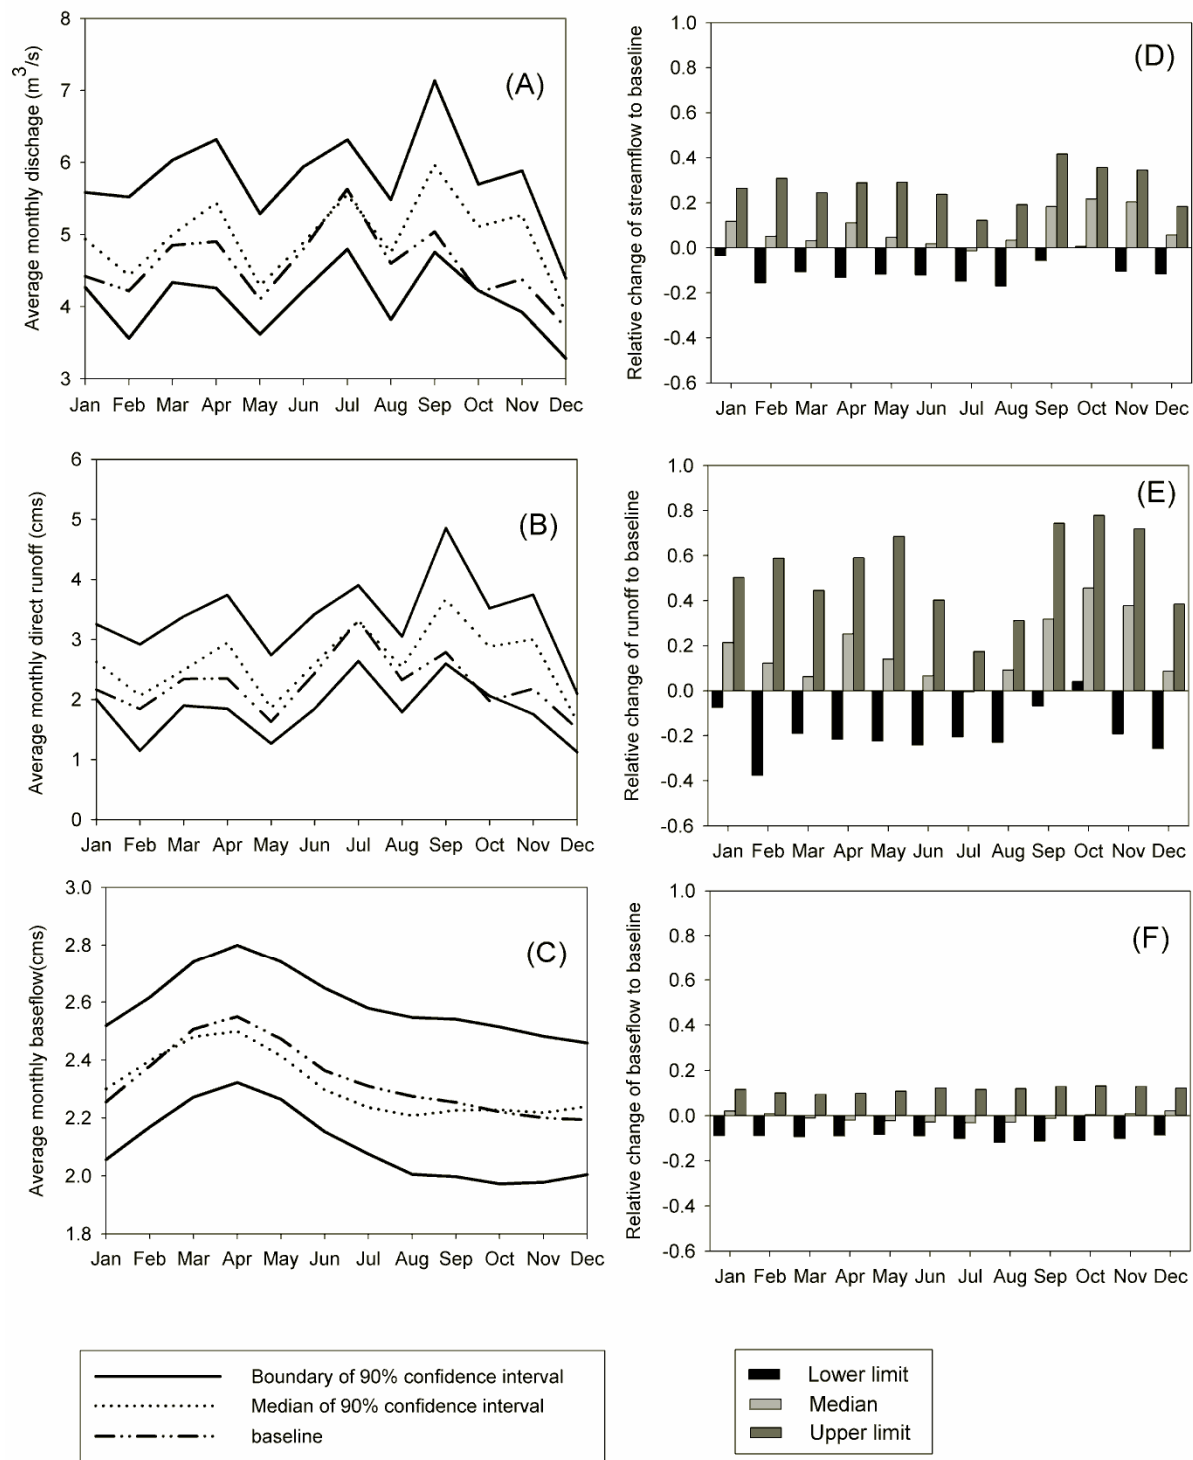 (A)
Average monthly dischage (m³/s)
8
7
6
5
4
3
Jan Feb Mar Apr May Jun Jul Aug Sep Oct Nov Dec
(D)
Relative change of streamflow to baseline
1.0
0.8
0.6
0.4
0.2
0.0
-0.2
-0.4
-0.6
Jan Feb Mar Apr May Jun Jul Aug Sep Oct Nov Dec
(B)
Average monthly direct runoff (cms)
6
5
4
3
2
1
0
Jan Feb Mar Apr May Jun Jul Aug Sep Oct Nov Dec
(E)
Relative change of runoff to baseline
1.0
0.8
0.6
0.4
0.2
0.0
-0.2
-0.4
-0.6
Jan Feb Mar Apr May Jun Jul Aug Sep Oct Nov Dec
(C)
Average monthly baseflow(cms)
3.0
2.8
2.6
2.4
2.2
2.0
1.8
Jan Feb Mar Apr May Jun Jul Aug Sep Oct Nov Dec
(F)
Relative change of baseflow to baseline
1.0
0.8
0.6
0.4
0.2
0.0
-0.2
-0.4
-0.6
Jan Feb Mar Apr May Jun Jul Aug Sep Oct Nov Dec
Boundary of 90% confidence interval
Median of 90% confidence interval
baseline
Lower limit
Median
Upper limit